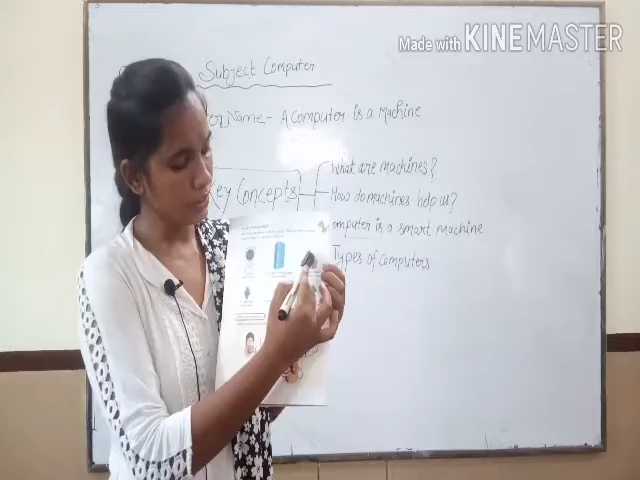 Made with KINEMASTER
Subject Computer
Name - A Computer is a Machine
Key Concepts
What are machines?
How do machines help us?
omputer is a smart machine
Types of computers